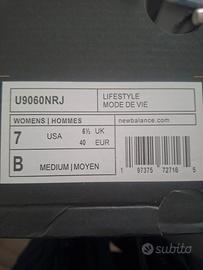 U9060NRJ
LIFESTYLE
MODE DE VIE
WOMENS | HOMMES
7 USA 6½ UK
40 EUR
newbalance.com
B MEDIUM | MOYEN
1 97375 72716 5
subito